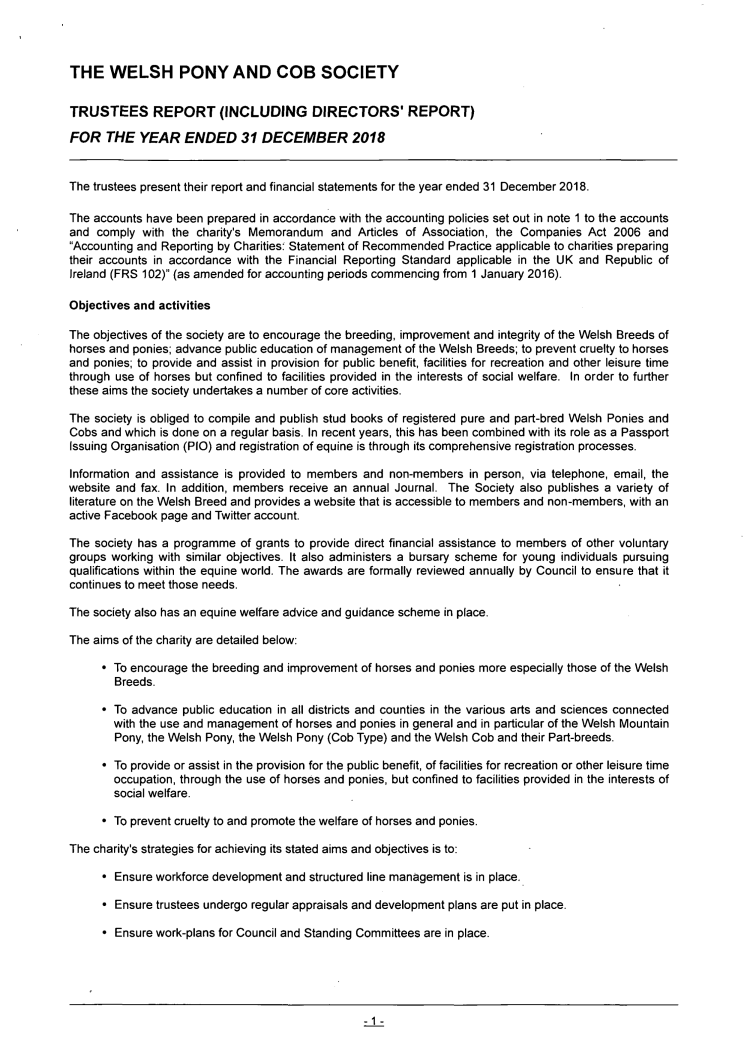 THE WELSH PONY AND COB SOCIETY
TRUSTEES REPORT (INCLUDING DIRECTORS' REPORT)
FOR THE YEAR ENDED 31 DECEMBER 2018
The trustees present their report and financial statements for the year ended 31 December 2018.
The accounts have been prepared in accordance with the accounting policies set out in note 1 to the accounts
and comply with the charity's Memorandum and Articles of Association, the Companies Act 2006 and
"Accounting and Reporting by Charities: Statement of Recommended Practice applicable to charities preparing
their accounts in accordance with the Financial Reporting Standard applicable in the UK and Republic of
Ireland (FRS 102)" (as amended for accounting periods commencing from 1 January 2016).
Objectives and activities
The objectives of the society are to encourage the breeding, improvement and integrity of the Welsh Breeds of
horses and ponies; advance public education of management of the Welsh Breeds; to prevent cruelty to horses
and ponies; to provide and assist in provision for public benefit, facilities for recreation and other leisure time
through use of horses but confined to facilities provided in the interests of social welfare. In order to further
these aims the society undertakes a number of core activities.
The society is obliged to compile and publish stud books of registered pure and part-bred Welsh Ponies and
Cobs and which is done on a regular basis. In recent years, this has been combined with its role as a Passport
Issuing Organisation (PIO) and registration of equine is through its comprehensive registration processes.
Information and assistance is provided to members and non-members in person, via telephone, email, the
website and fax. In addition, members receive an annual Journal. The Society also publishes a variety of
literature on the Welsh Breed and provides a website that is accessible to members and non-members, with an
active Facebook page and Twitter account.
The society has a programme of grants to provide direct financial assistance to members of other voluntary
groups working with similar objectives. It also administers a bursary scheme for young individuals pursuing
qualifications within the equine world. The awards are formally reviewed annually by Council to ensure that it
continues to meet those needs.
The society also has an equine welfare advice and guidance scheme in place.
The aims of the charity are detailed below:
• To encourage the breeding and improvement of horses and ponies more especially those of the Welsh
Breeds.
• To advance public education in all districts and counties in the various arts and sciences connected
with the use and management of horses and ponies in general and in particular of the Welsh Mountain
Pony, the Welsh Pony, the Welsh Pony (Cob Type) and the Welsh Cob and their Part-breeds.
• To provide or assist in the provision for the public benefit, of facilities for recreation or other leisure time
occupation, through the use of horses and ponies, but confined to facilities provided in the interests of
social welfare.
• To prevent cruelty to and promote the welfare of horses and ponies.
The charity's strategies for achieving its stated aims and objectives is to:
• Ensure workforce development and structured line management is in place.
• Ensure trustees undergo regular appraisals and development plans are put in place.
• Ensure work-plans for Council and Standing Committees are in place.
- 1 -